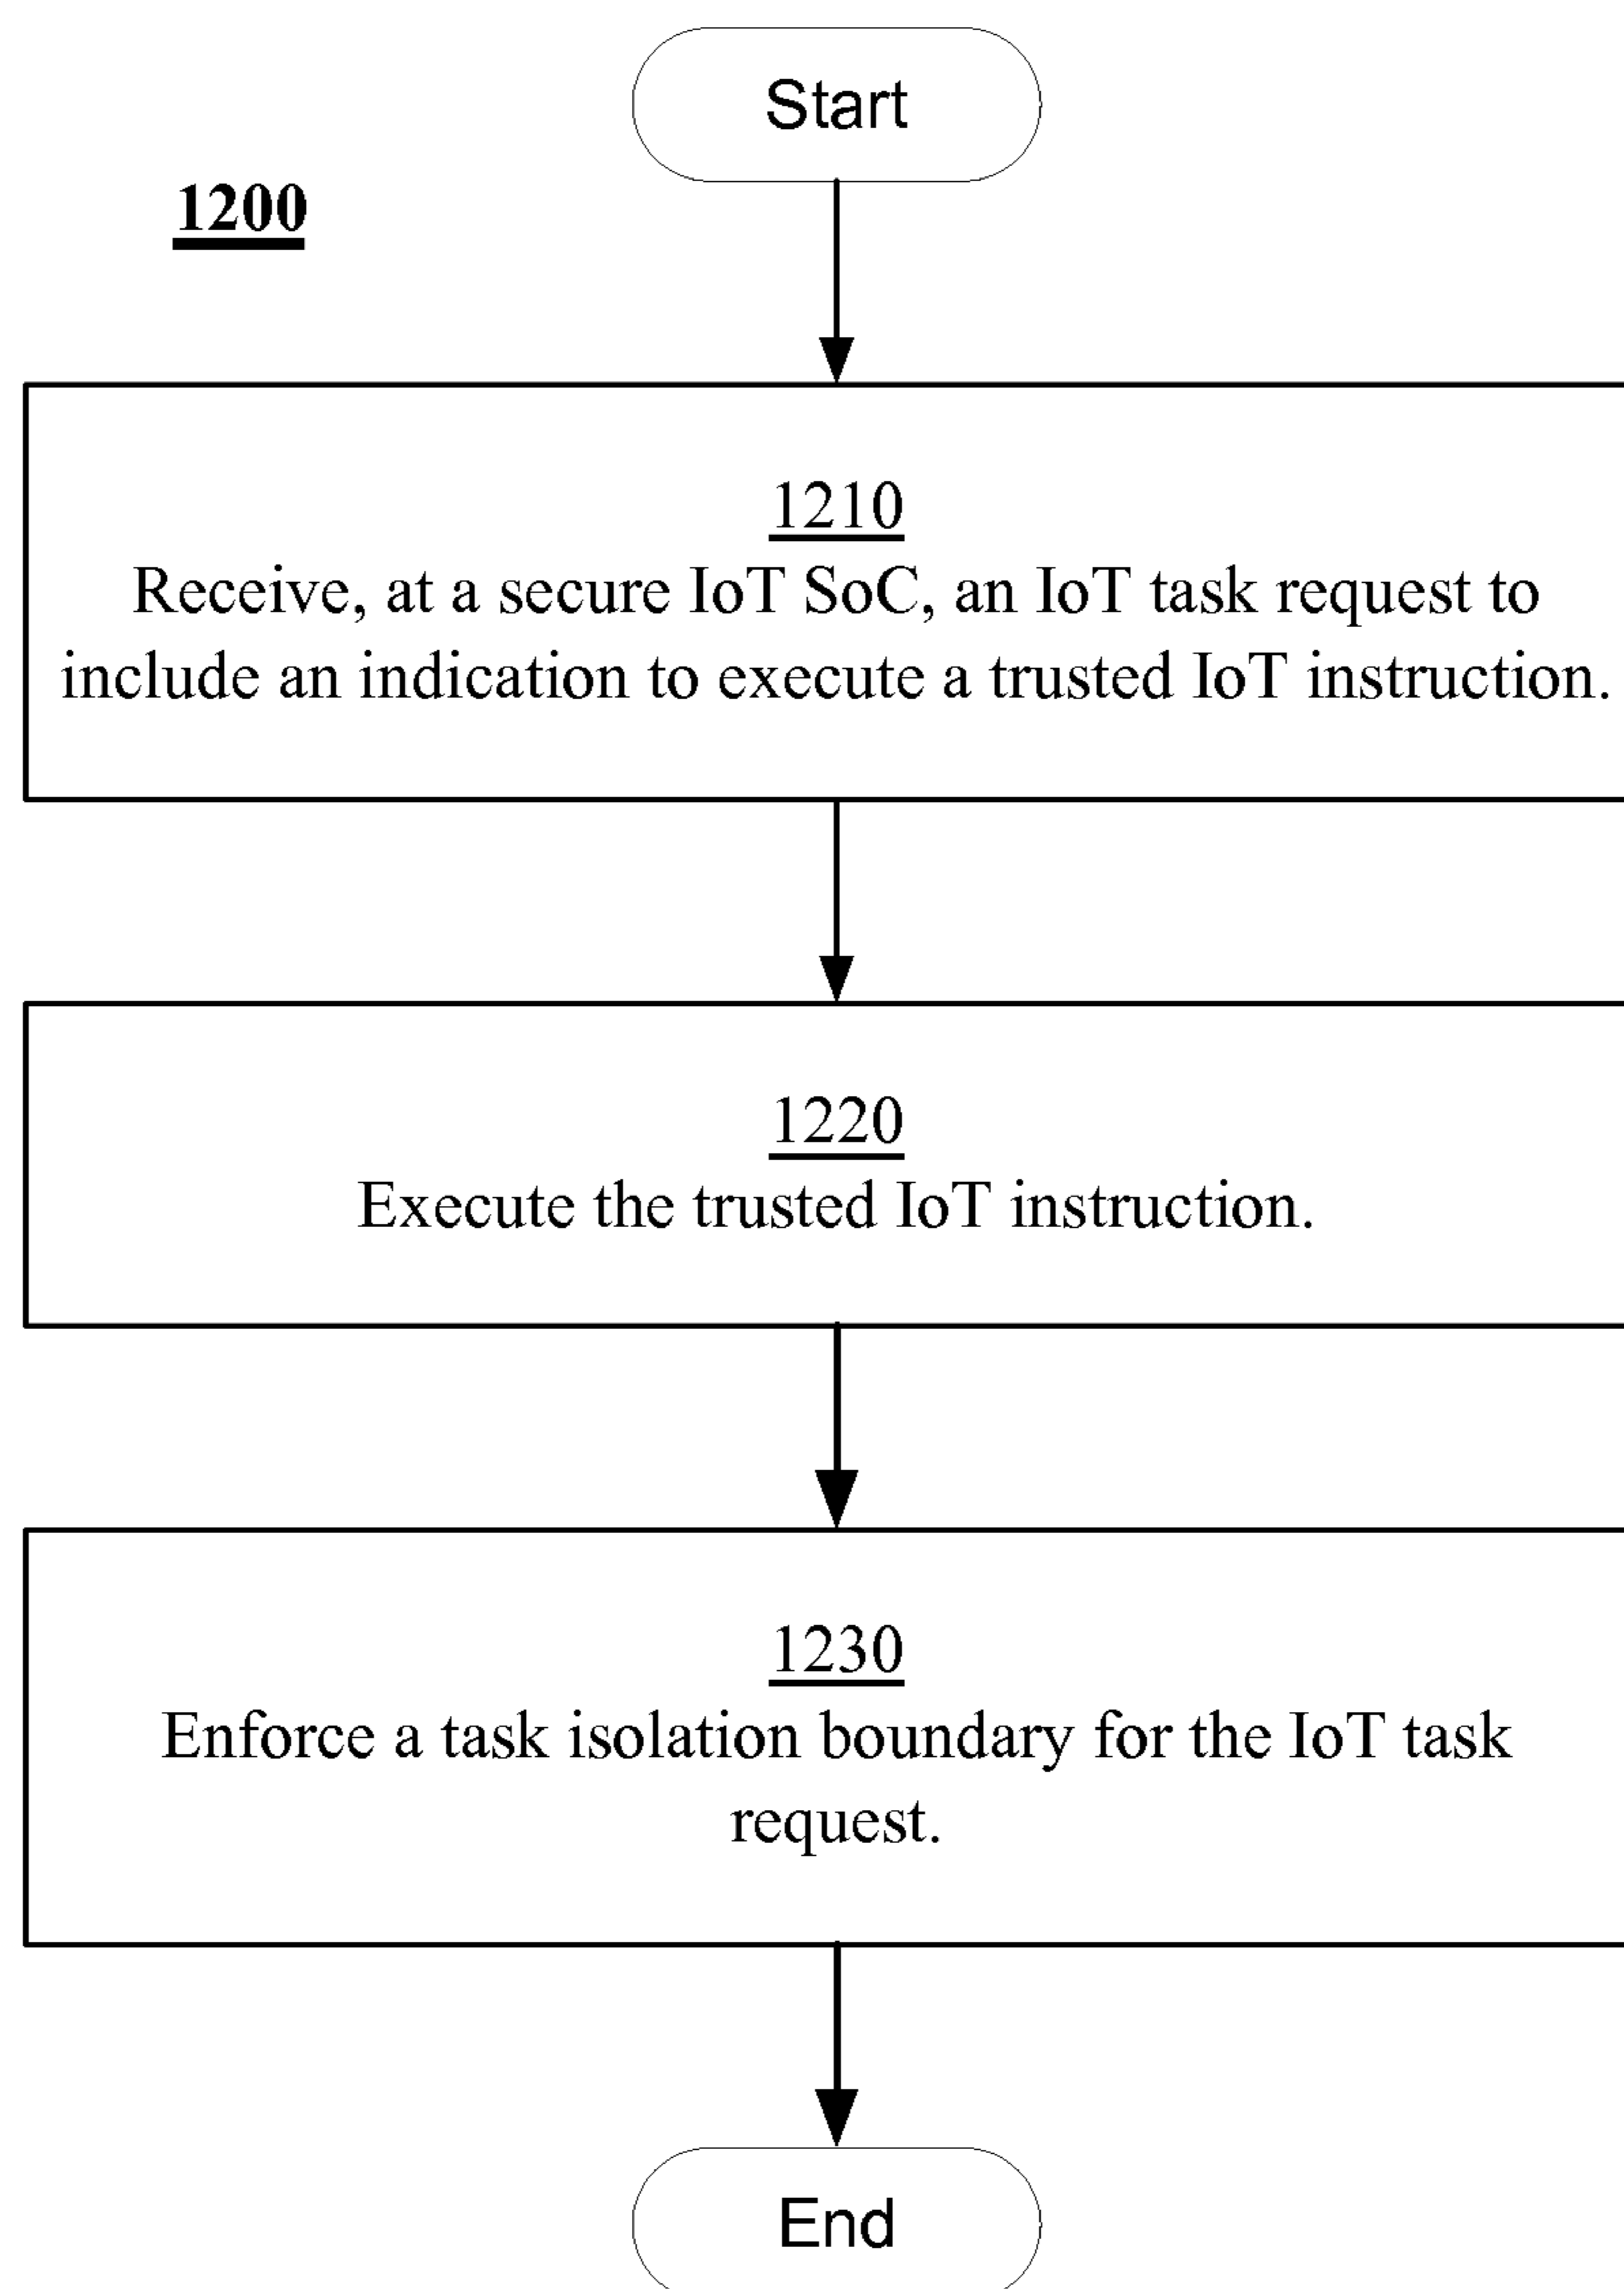 Start
1200
1210
Receive, at a secure IoT SoC, an IoT task request to
include an indication to execute a trusted IoT instruction.
1220
Execute the trusted IoT instruction.
1230
Enforce a task isolation boundary for the IoT task
request.
End